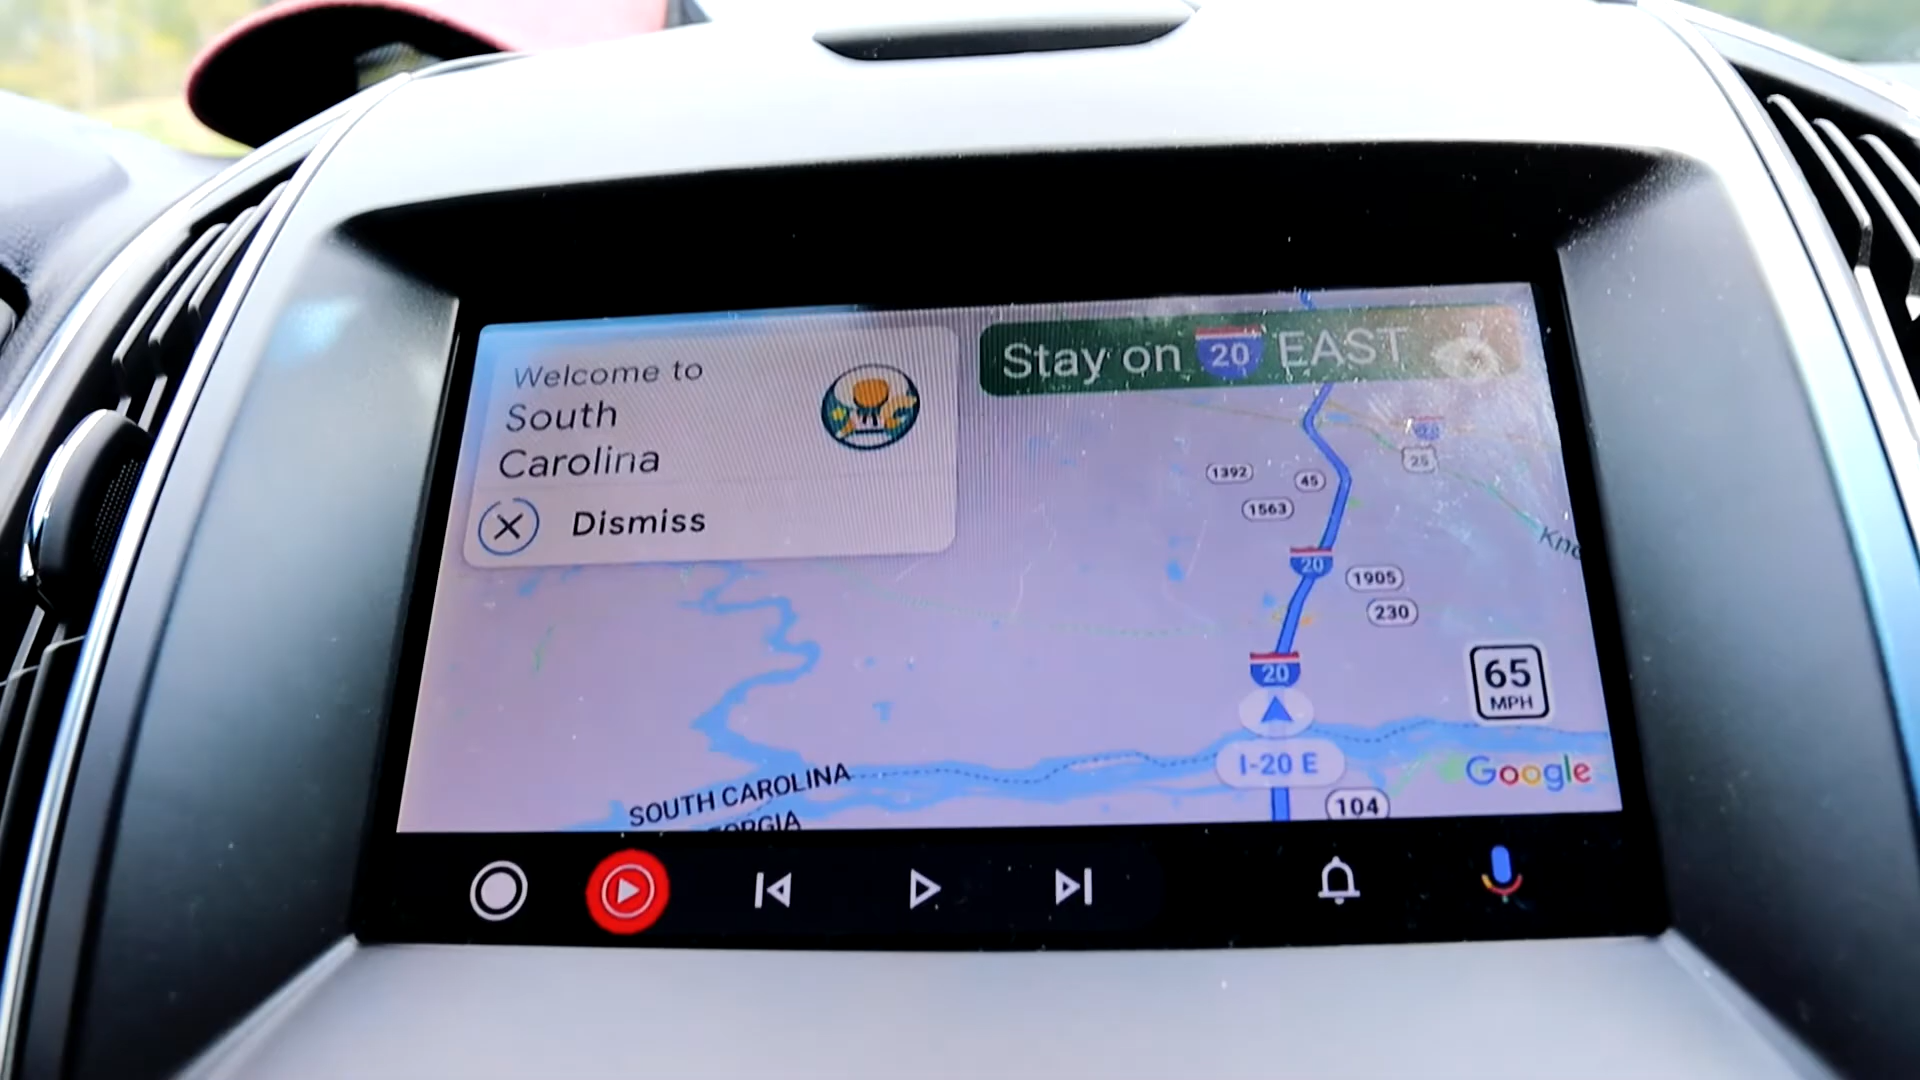 Welcome to
South
Carolina
Dismiss
Stay on 20 EAST
25
1392
45
1563
20
1905
230
20
65
MPH
I-20 E
Google
SOUTH CAROLINA
104